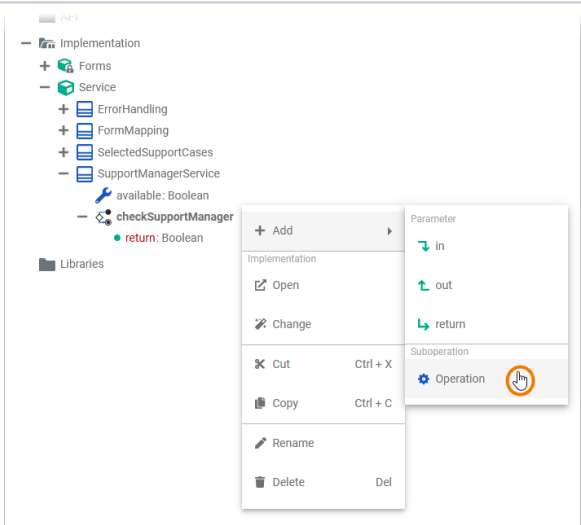 API
Implementation
Forms
Service
ErrorHandling
FormMapping
SelectedSupportCases
SupportManagerService
available: Boolean
checkSupportManager
return: Boolean
Libraries
Add
Implementation
Open
Change
Cut Ctrl + X
Copy Ctrl + C
Rename
Delete Del
Parameter
in
out
return
Suboperation
Operation